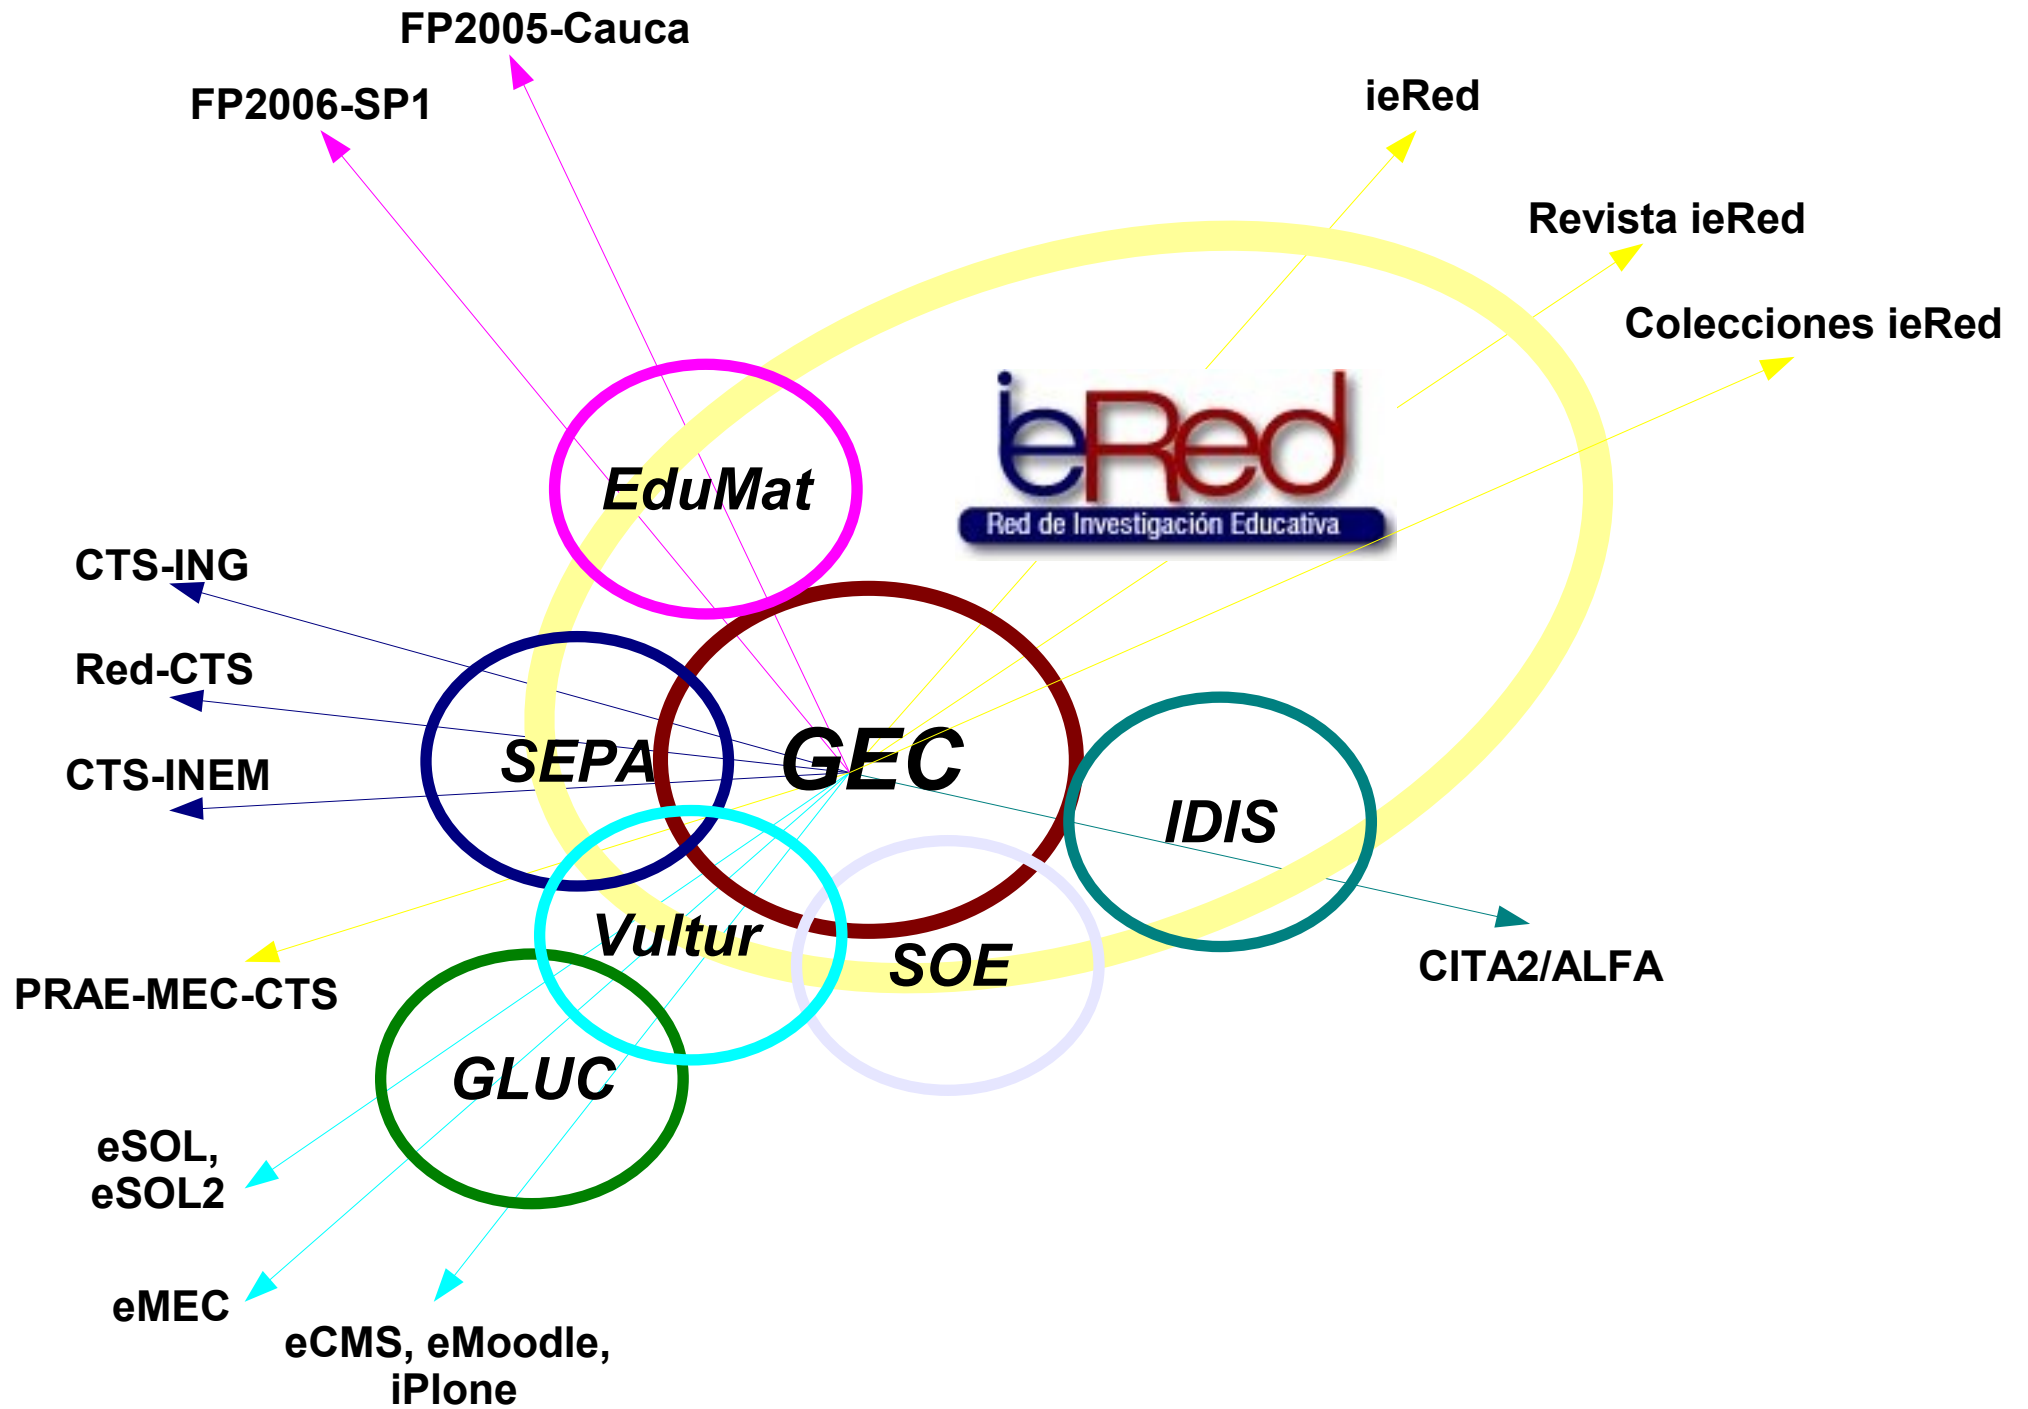 FP2005-Cauca
FP2006-SP1
ieRed
Revista ieRed
Colecciones ieRed
ieRed
Red de Investigación Educativa
EduMat
CTS-ING
Red-CTS
SEPA
GEC
CTS-INEM
IDIS
Vultur
SOE
CITA2/ALFA
PRAE-MEC-CTS
GLUC
eSOL,
eSOL2
eMEC
eCMS, eMoodle,
iPlone